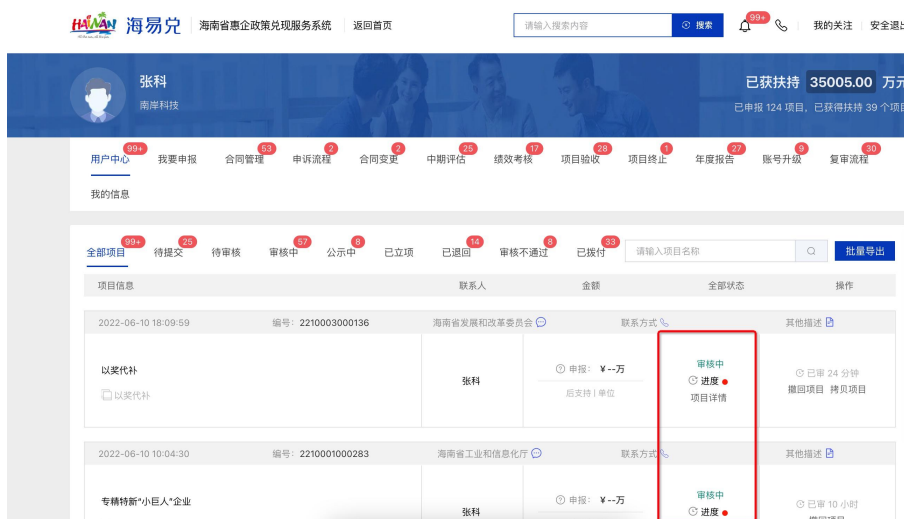 HAINAN 海易兑 海南省惠企政策兑现服务系统 返回首页 请输入搜索内容 搜索 99+ 我的关注 安全退出
张科 已获扶持 35005.00 万元
南岸科技 已申报 124 项目，已获得扶持 39 个项目
用户中心 99+ 我要申报 合同管理 53 申诉流程 2 合同变更 2 中期评估 25 绩效考核 17 项目验收 28 项目终止 1 年度报告 27 账号升级 9 复审流程 30
我的信息
全部项目 99+ 待提交 25 待审核 审核中 57 公示中 8 已立项 已退回 14 审核不通过 8 已拨付 33 请输入项目名称 批量导出
项目信息 联系人 金额 全部状态 操作
2022-06-10 18:09:59 编号：2210003000136 海南省发展和改革委员会 联系方式 其他描述
以奖代补 张科 申报：￥--万 审核中 已审 24 分钟
以奖代补 后支持 | 单位 进度 撤回项目 拷贝项目
项目详情
2022-06-10 10:04:30 编号：2210001000283 海南省工业和信息化厅 联系方式 其他描述
专精特新“小巨人”企业 张科 申报：￥--万 审核中 已审 10 小时
进度 撤回项目